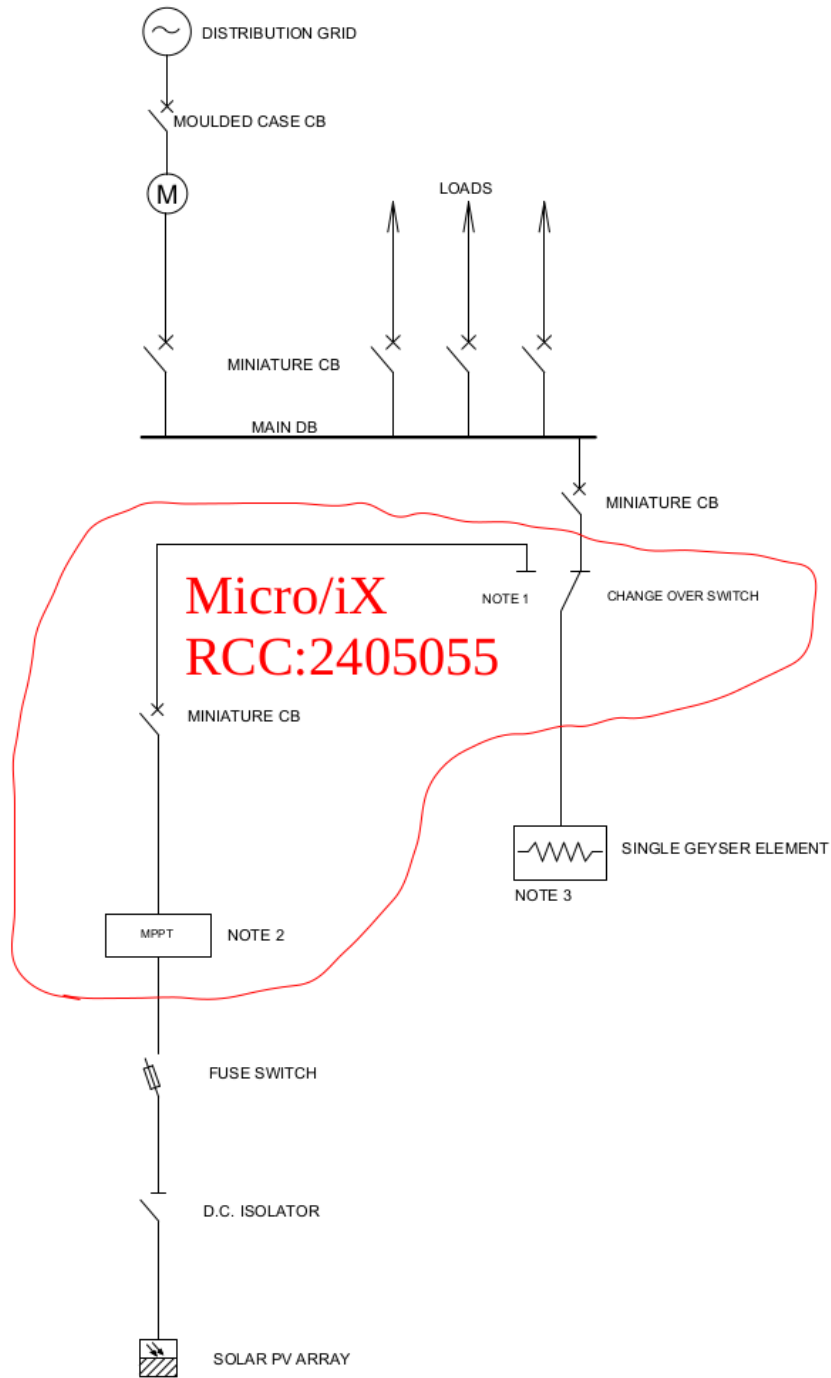 DISTRIBUTION GRID
MOULDED CASE CB
M
LOADS
MINIATURE CB
MAIN DB
MINIATURE CB
Micro/iX
NOTE 1
CHANGE OVER SWITCH
RCC:2405055
MINIATURE CB
SINGLE GEYSER ELEMENT
NOTE 3
MPPT
NOTE 2
FUSE SWITCH
D.C. ISOLATOR
SOLAR PV ARRAY